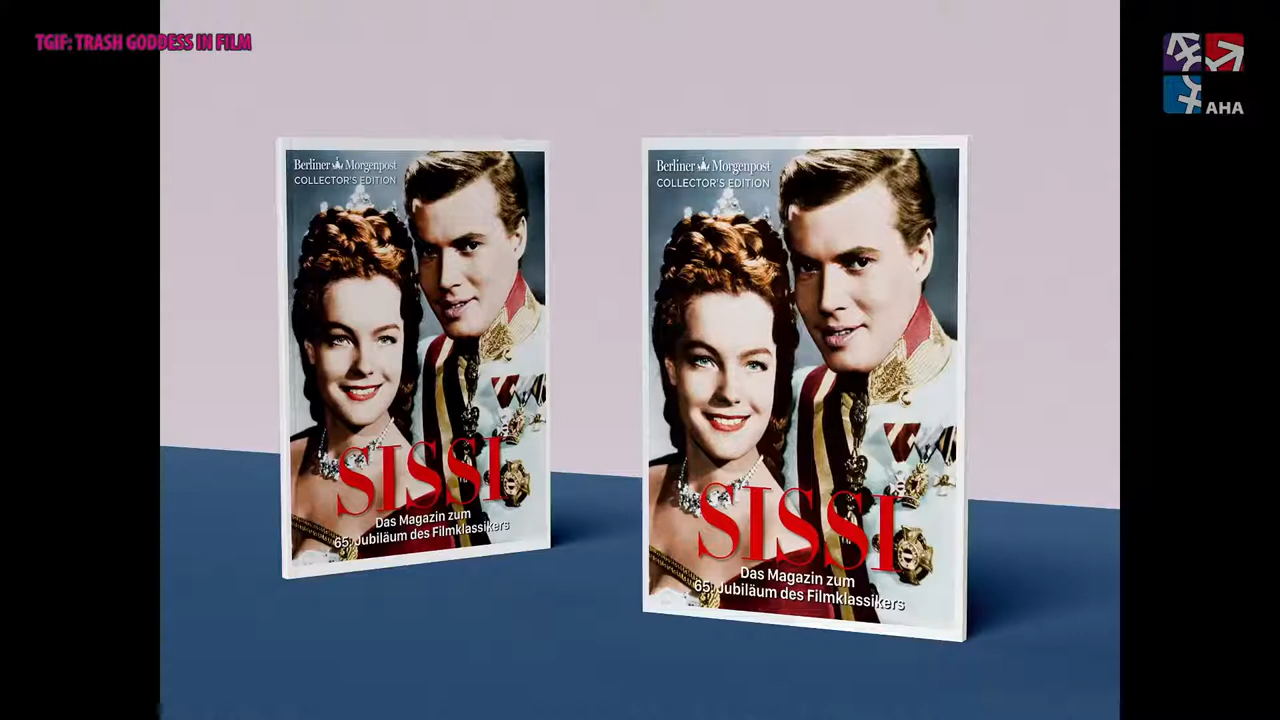 TGIF: TRASH GODDESS IN FILM
AHA
Berliner Morgenpost
COLLECTOR'S EDITION
SISSI
Das Magazin zum
65. Jubiläum des Filmklassikers
Berliner Morgenpost
COLLECTOR'S EDITION
SISSI
Das Magazin zum
65. Jubiläum des Filmklassikers